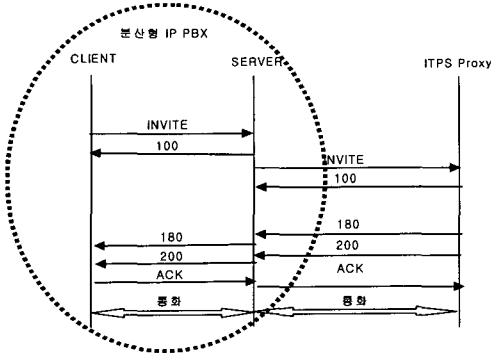 분산형 IP PBX
CLIENT SERVER ITPS Proxy
INVITE
100
INVITE
100
180
180
200
200
ACK
ACK
통화 통화